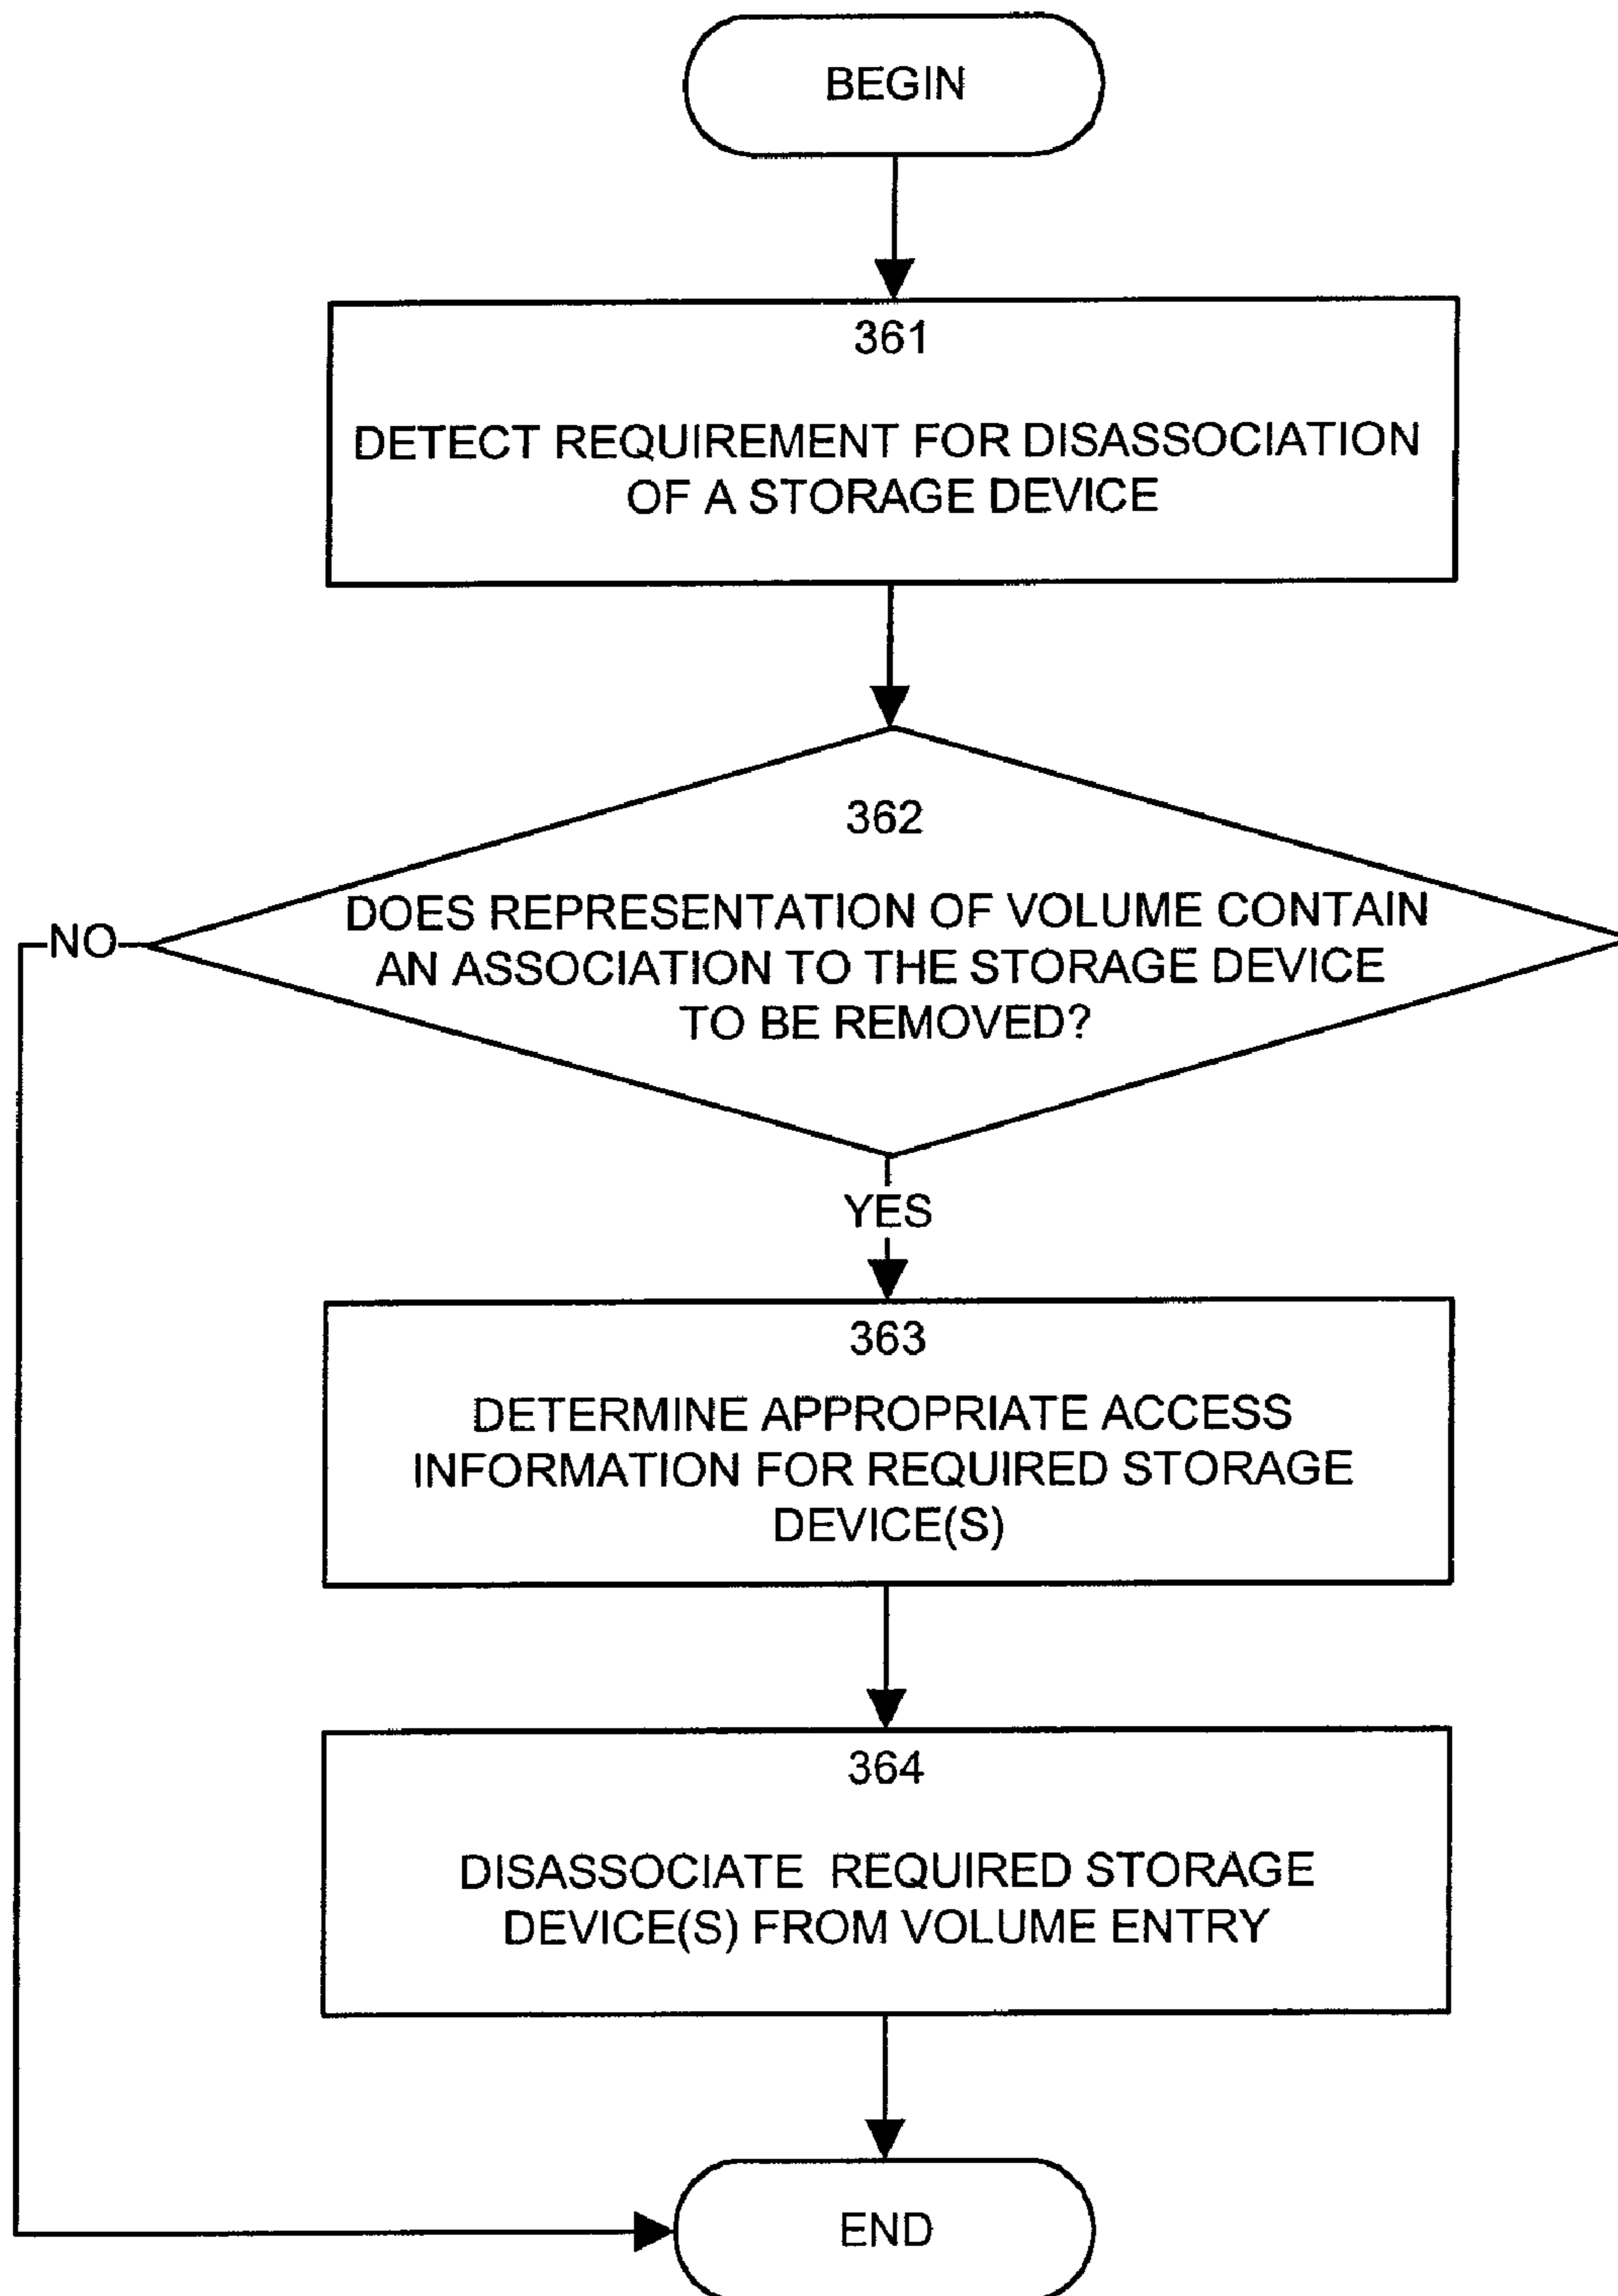 BEGIN
361
DETECT REQUIREMENT FOR DISASSOCIATION
OF A STORAGE DEVICE
362
DOES REPRESENTATION OF VOLUME CONTAIN
AN ASSOCIATION TO THE STORAGE DEVICE
TO BE REMOVED?
NO
YES
363
DETERMINE APPROPRIATE ACCESS
INFORMATION FOR REQUIRED STORAGE
DEVICE(S)
364
DISASSOCIATE REQUIRED STORAGE
DEVICE(S) FROM VOLUME ENTRY
END